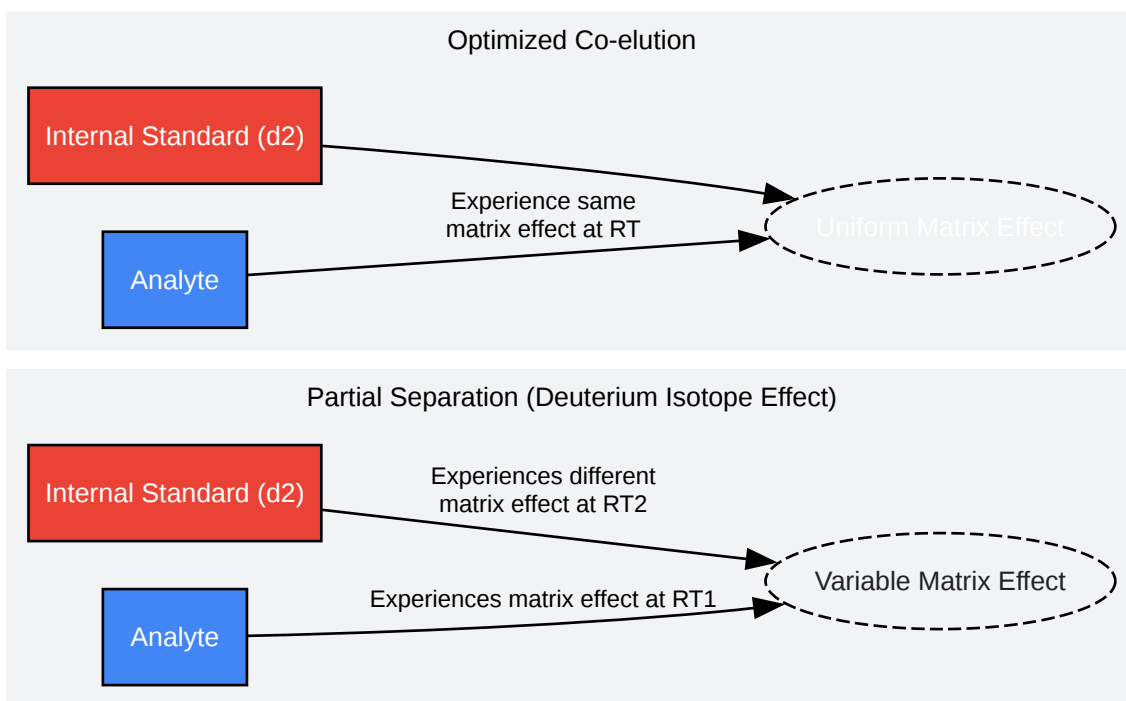 Optimized Co-elution
Internal Standard (d2)
Experience same
matrix effect at RT
Uniform Matrix Effect
Analyte
Partial Separation (Deuterium Isotope Effect)
Internal Standard (d2)
Experiences different
matrix effect at RT2
Variable Matrix Effect
Experiences matrix effect at RT1
Analyte